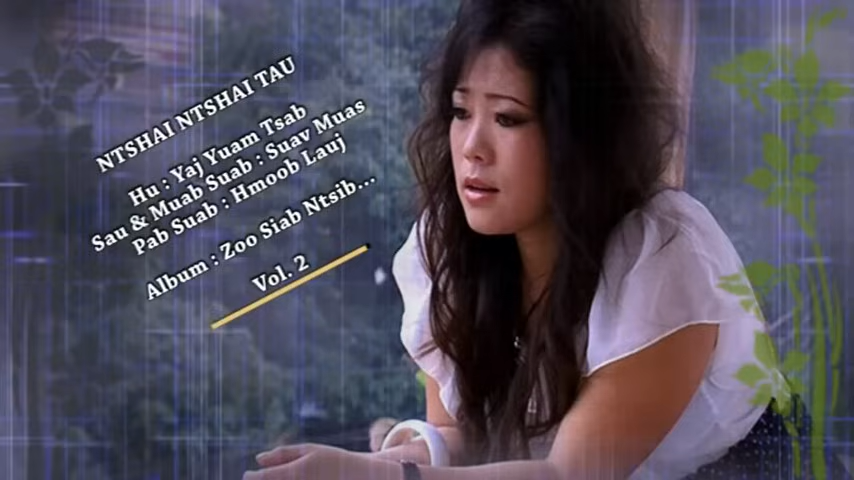 NTSHAI NTSHAI TAU
Hu : Yaj Yuam Tsab
Sau & Muab Suab : Suav Muas
Pab Suab : Hmoob Lauj
Album : Zoo Siab Ntsib...
Vol. 2